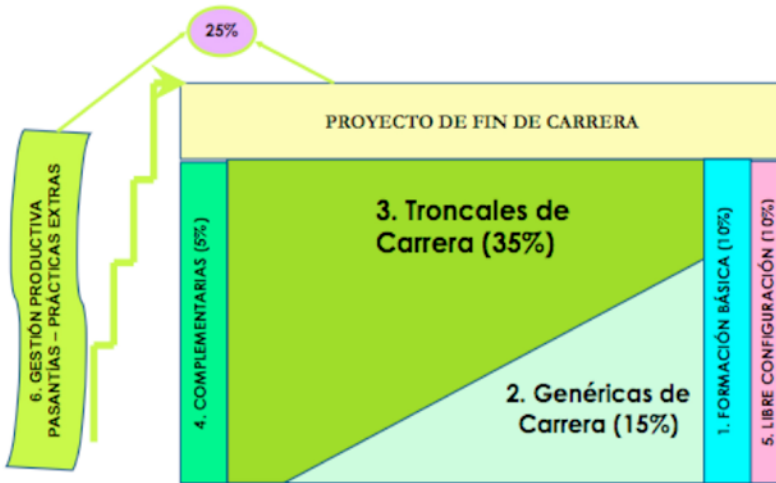 25%
PROYECTO DE FIN DE CARRERA
6. GESTIÓN PRODUCTIVA
PASANTÍAS – PRÁCTICAS EXTRAS
4. COMPLEMENTARIAS (5%)
3. Troncales de
Carrera (35%)
2. Genéricas de
Carrera (15%)
1. FORMACIÓN BÁSICA (10%)
5. LIBRE CONFIGURACIÓN (10%)